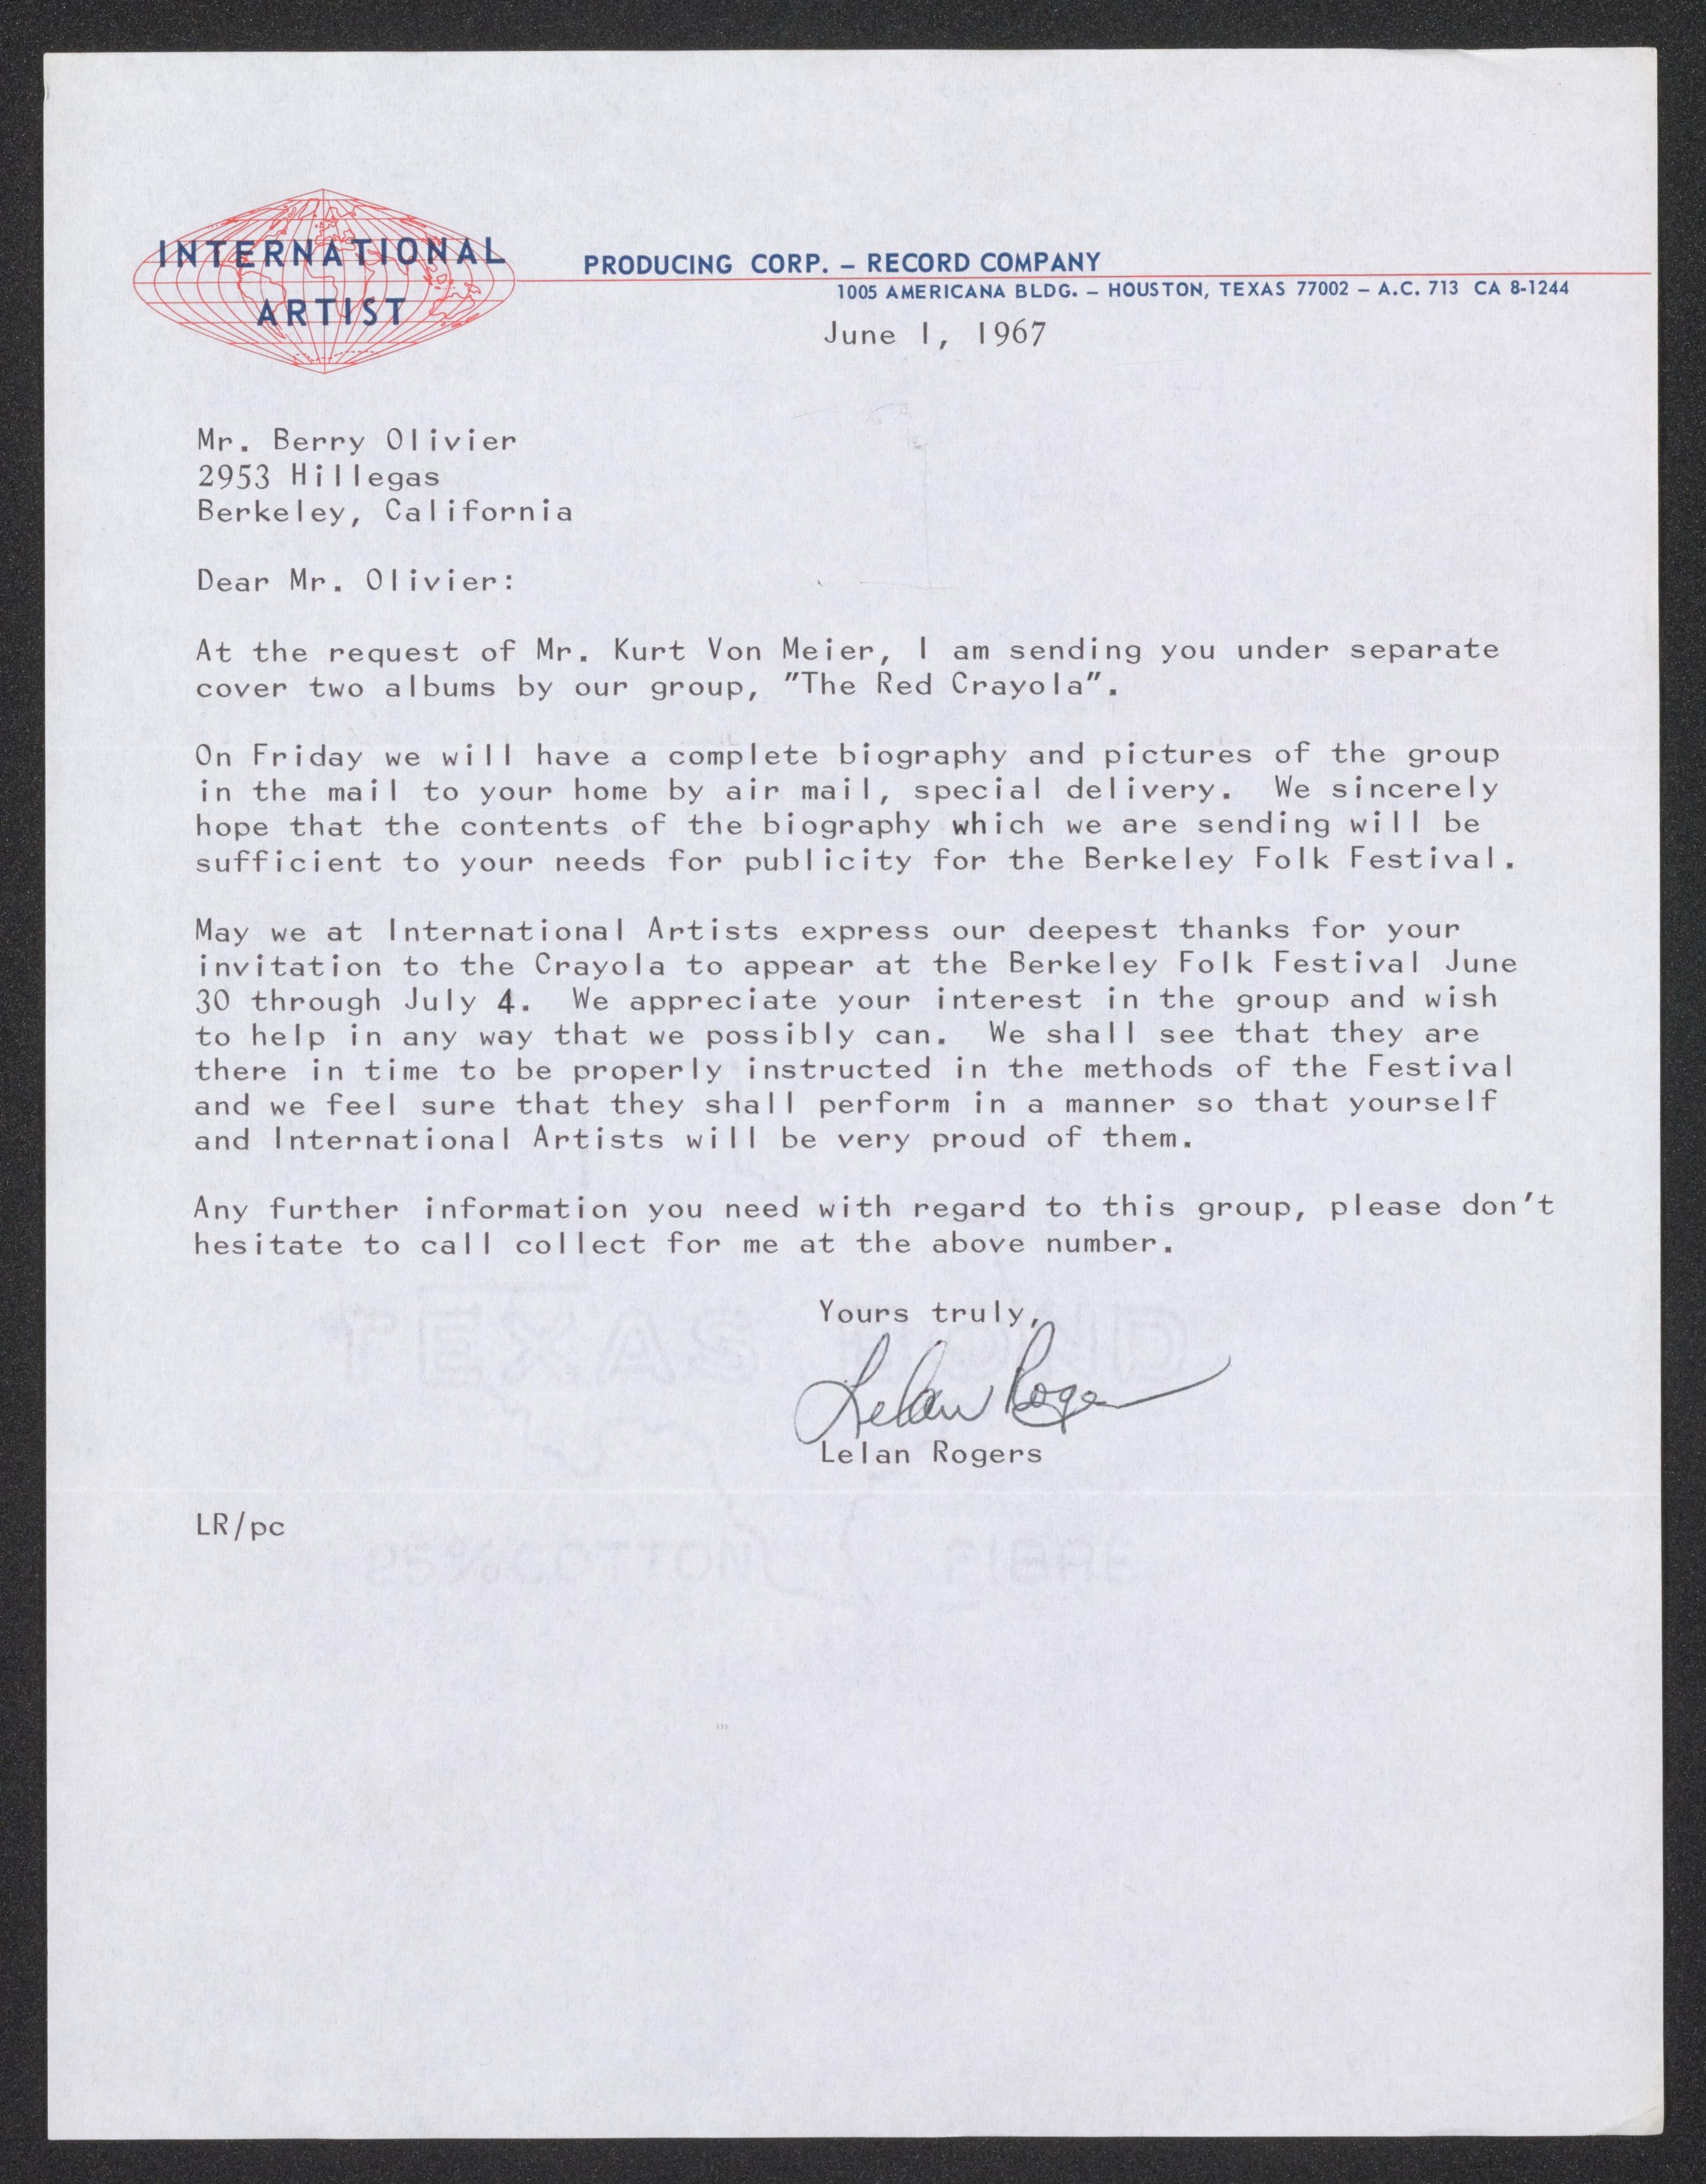 INTERNATIONAL
ARTIST
PRODUCING CORP. – RECORD COMPANY
1005 AMERICANA BLDG. – HOUSTON, TEXAS 77002 – A.C. 713 CA 8-1244
June 1, 1967
Mr. Berry Olivier
2953 Hillegas
Berkeley, California
Dear Mr. Olivier:
At the request of Mr. Kurt Von Meier, I am sending you under separate
cover two albums by our group, "The Red Crayola".
On Friday we will have a complete biography and pictures of the group
in the mail to your home by air mail, special delivery. We sincerely
hope that the contents of the biography which we are sending will be
sufficient to your needs for publicity for the Berkeley Folk Festival.
May we at International Artists express our deepest thanks for your
invitation to the Crayola to appear at the Berkeley Folk Festival June
30 through July 4. We appreciate your interest in the group and wish
to help in any way that we possibly can. We shall see that they are
there in time to be properly instructed in the methods of the Festival
and we feel sure that they shall perform in a manner so that yourself
and International Artists will be very proud of them.
Any further information you need with regard to this group, please don't
hesitate to call collect for me at the above number.
Yours truly,
Lelan Rogers
Lelan Rogers
LR/pc
TEXAS BOND
25% COTTON FIBRE